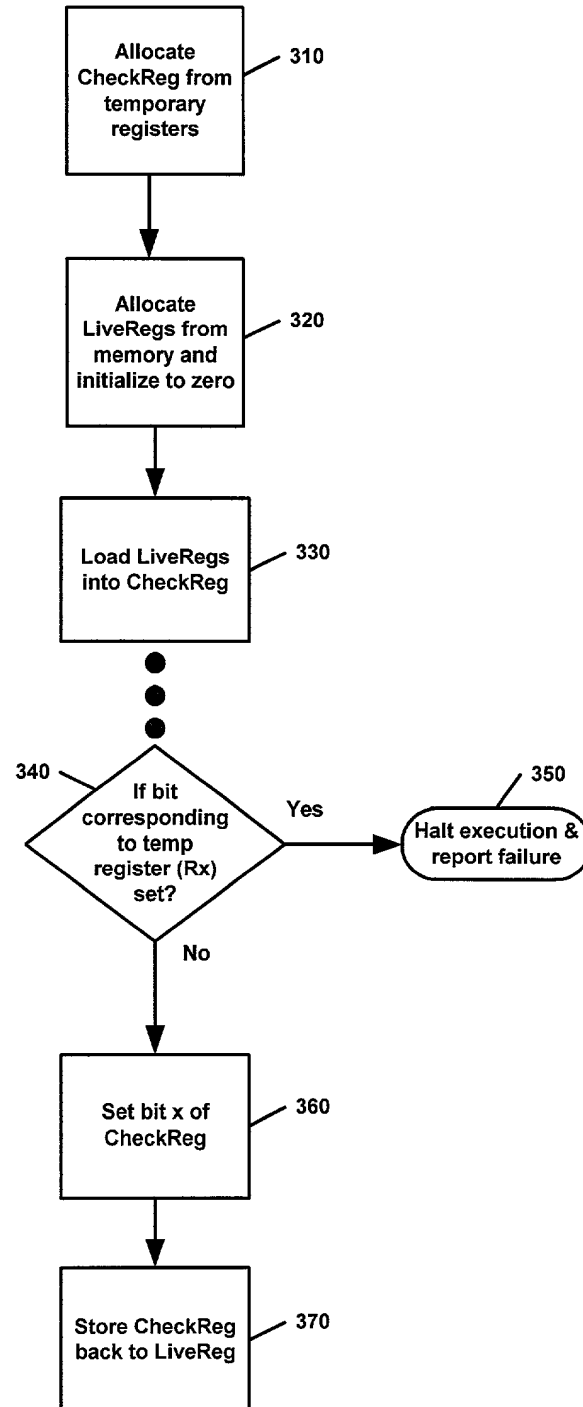 Allocate
CheckReg from
temporary
registers
310
Allocate
LiveRegs from
memory and
initialize to zero
320
Load LiveRegs
into CheckReg
330
340
If bit
corresponding
to temp
register (Rx)
set?
Yes
350
Halt execution &
report failure
No
Set bit x of
CheckReg
360
Store CheckReg
back to LiveReg
370